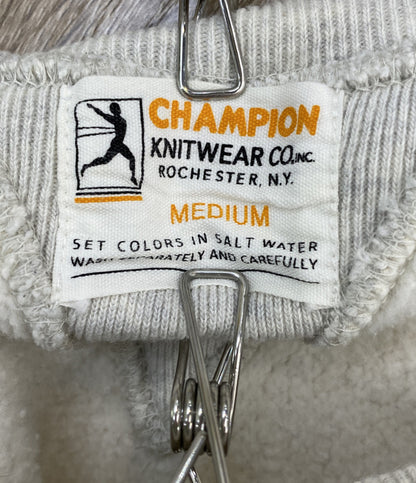 CHAMPION
KNITWEAR CO.INC.
ROCHESTER, N.Y.
MEDIUM
SET COLORS IN SALT WATER
WASH SEPARATELY AND CAREFULLY